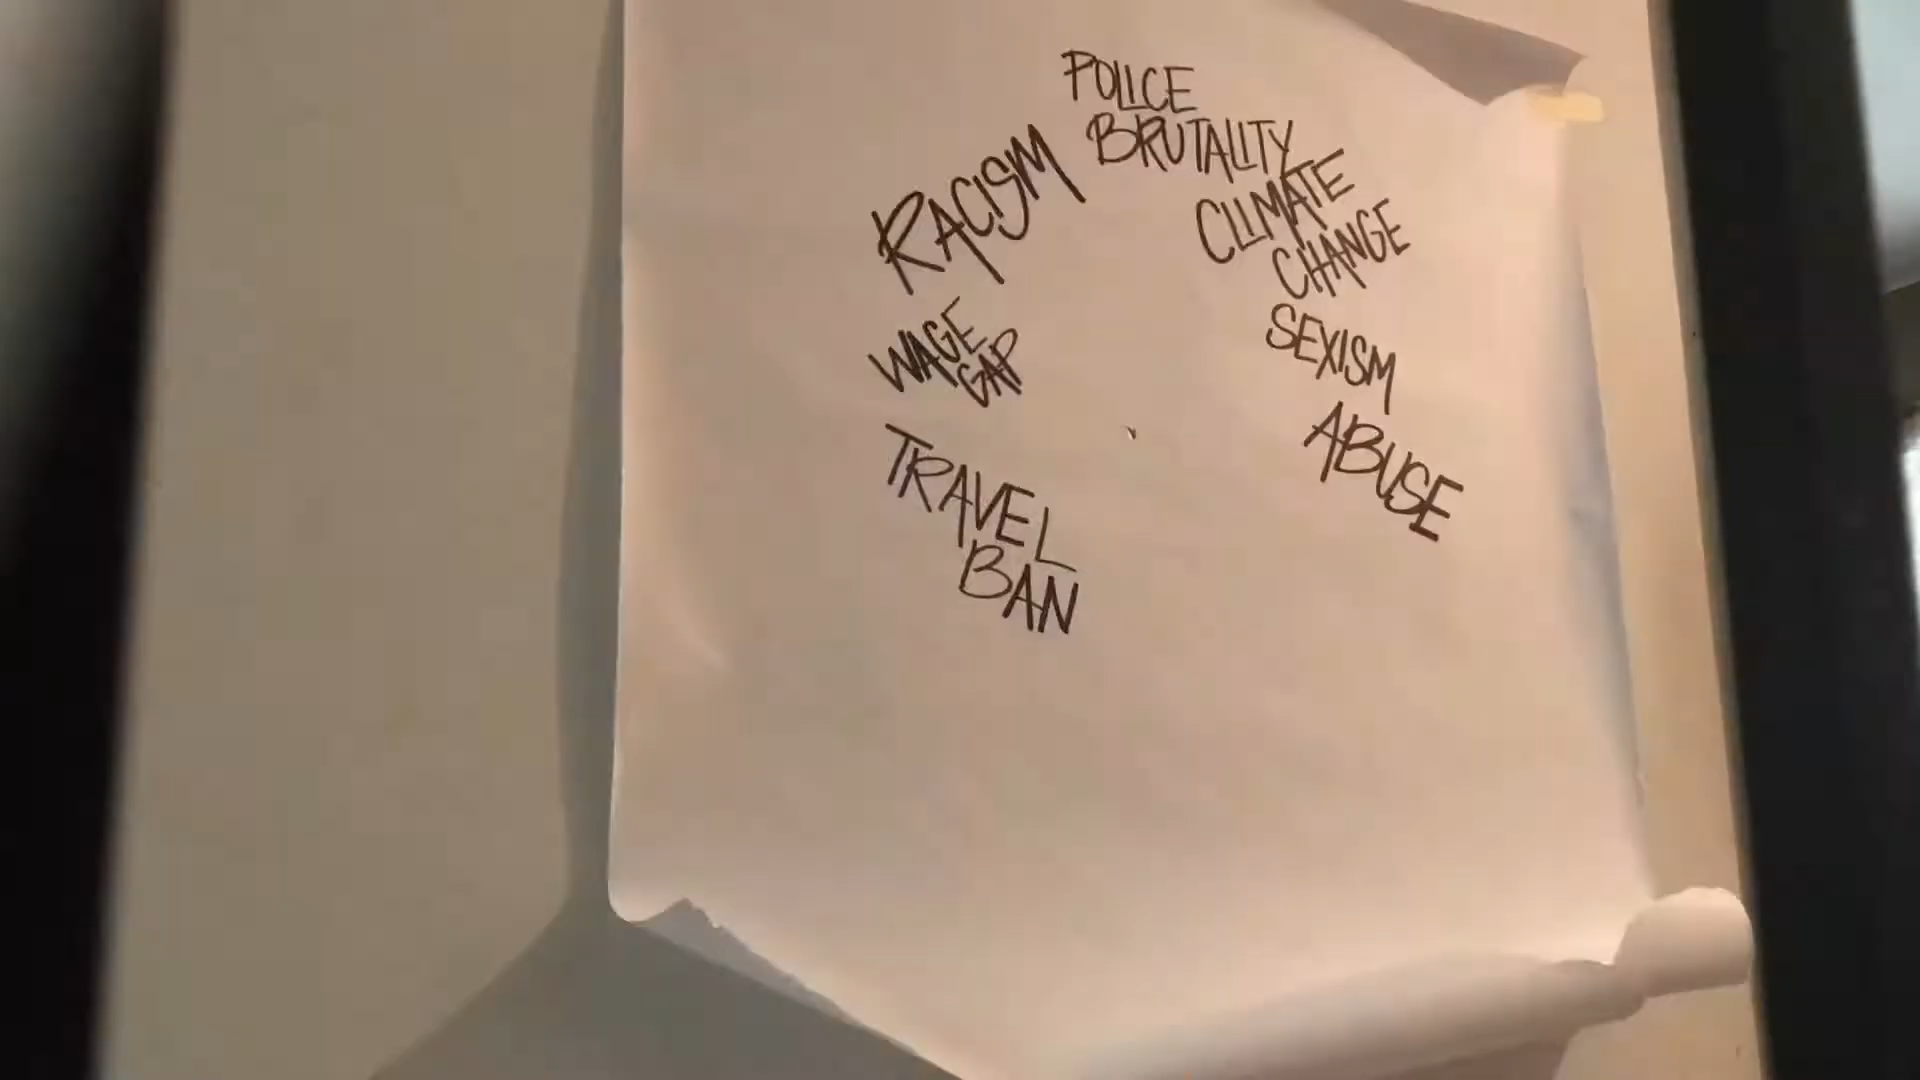 POLICE
BRUTALITY
RACISM
CLIMATE
CHANGE
WAGE
GAP
SEXISM
ABUSE
TRAVEL
BAN